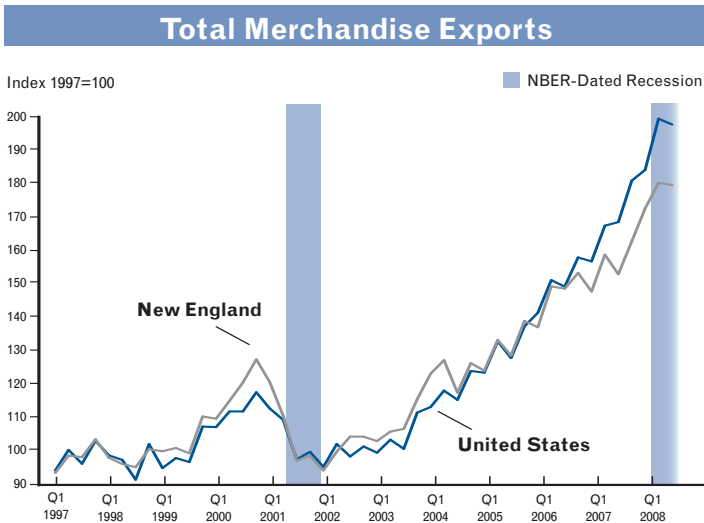 Total Merchandise Exports
Index 1997=100
NBER-Dated Recession
200
190
180
170
160
150
140
130
120
110
100
90
New England
United States
Q1 Q1 Q1 Q1 Q1 Q1 Q1 Q1 Q1 Q1 Q1 Q1
1997 1998 1999 2000 2001 2002 2003 2004 2005 2006 2007 2008